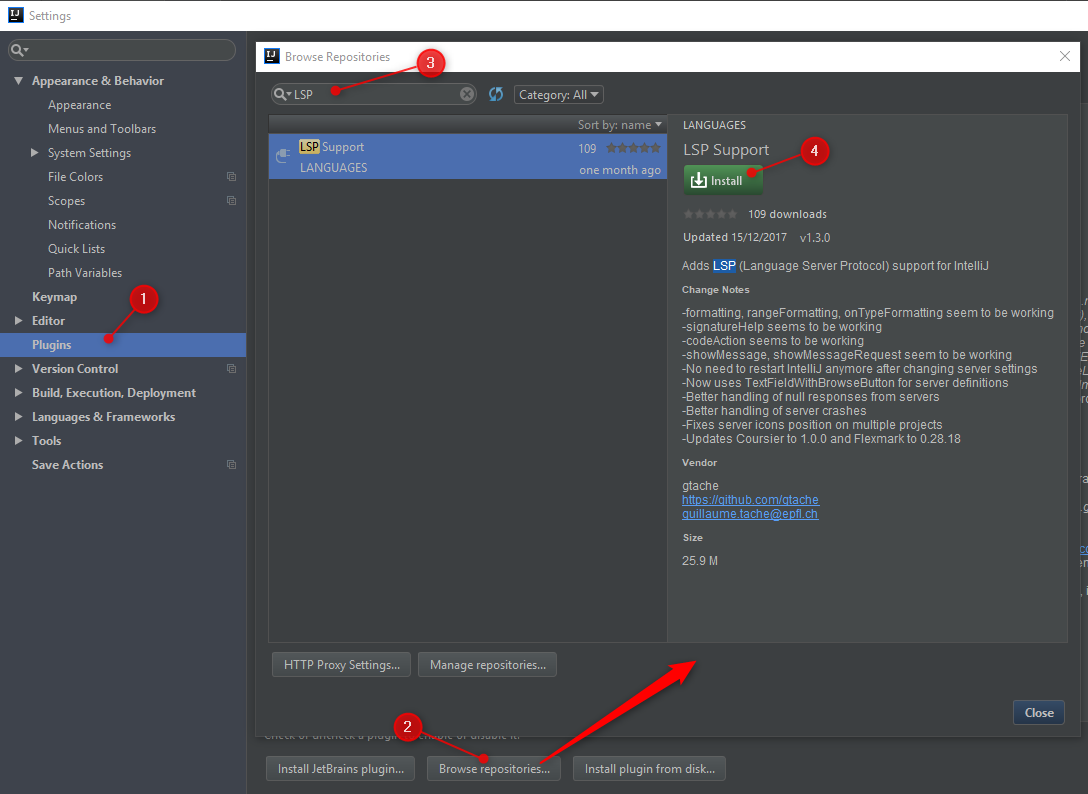 Settings
Appearance & Behavior
Appearance
Menus and Toolbars
System Settings
File Colors
Scopes
Notifications
Quick Lists
Path Variables
Keymap
1
Editor
Plugins
Version Control
Build, Execution, Deployment
Languages & Frameworks
Tools
Save Actions
Browse Repositories
3
LSP
Category: All
Sort by: name
LSP Support
109
LANGUAGES
one month ago
LANGUAGES
LSP Support
4
Install
109 downloads
Updated 15/12/2017 v1.3.0
Adds LSP (Language Server Protocol) support for IntelliJ
Change Notes
-formatting, rangeFormatting, onTypeFormatting seem to be working
-signatureHelp seems to be working
-codeAction seems to be working
-showMessage, showMessageRequest seem to be working
-No need to restart IntelliJ anymore after changing server settings
-Now uses TextFieldWithBrowseButton for server definitions
-Better handling of null responses from servers
-Better handling of server crashes
-Fixes server icons position on multiple projects
-Updates Coursier to 1.0.0 and Flexmark to 0.28.18
Vendor
gtache
https://github.com/gtache
guillaume.tache@epfl.ch
Size
25.9 M
HTTP Proxy Settings...
Manage repositories...
Close
2
Check or uncheck a plugin enable or disable it.
Install JetBrains plugin...
Browse repositories...
Install plugin from disk...